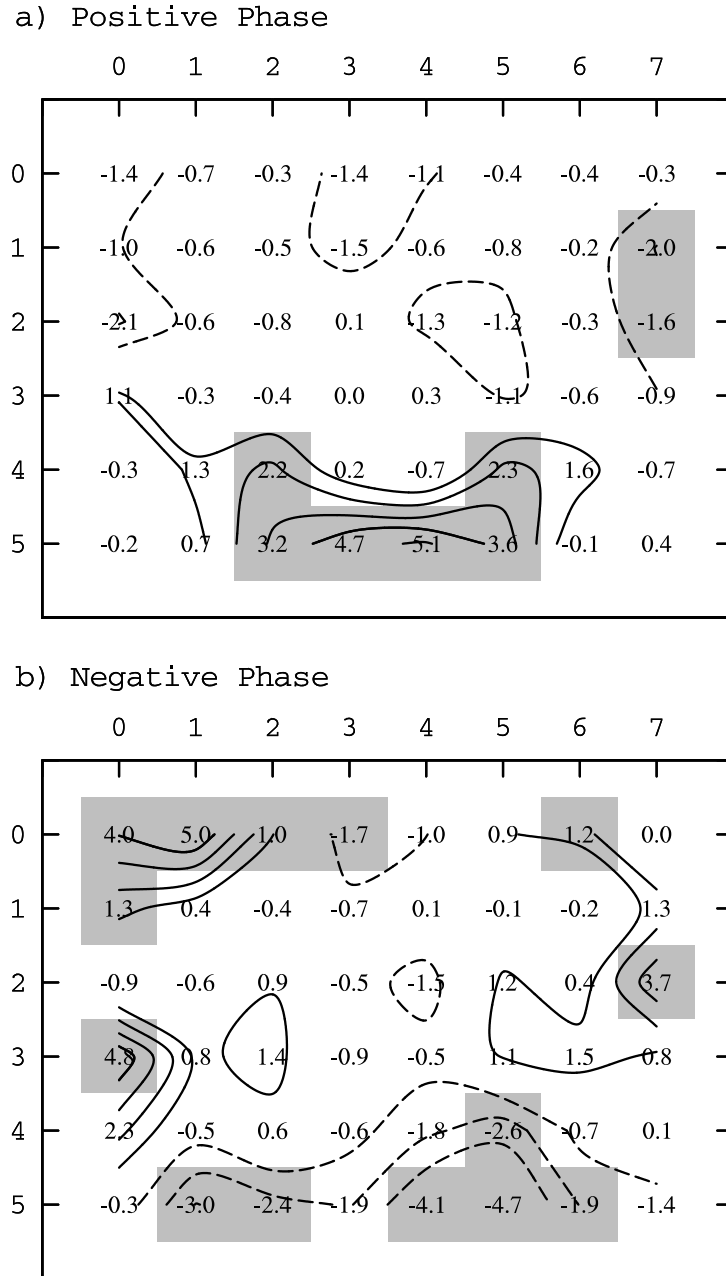 a) Positive Phase
0 1 2 3 4 5 6 7
0 -1.4 -0.7 -0.3 -1.4 -1.1 -0.4 -0.4 -0.3
1 -1.0 -0.6 -0.5 -1.5 -0.6 -0.8 -0.2 -2.0
2 -2.1 -0.6 -0.8 0.1 -1.3 -1.2 -0.3 -1.6
3 1.1 -0.3 -0.4 0.0 0.3 -1.1 -0.6 -0.9
4 -0.3 1.3 2.2 0.2 -0.7 2.3 1.6 -0.7
5 -0.2 0.7 3.2 4.7 5.1 3.6 -0.1 0.4
b) Negative Phase
0 1 2 3 4 5 6 7
0 4.0 5.0 1.0 -1.7 -1.0 0.9 1.2 0.0
1 1.3 0.4 -0.4 -0.7 0.1 -0.1 -0.2 1.3
2 -0.9 -0.6 0.9 -0.5 -1.5 1.2 0.4 3.7
3 4.8 0.8 1.4 -0.9 -0.5 1.1 1.5 0.8
4 2.3 -0.5 0.6 -0.6 -1.8 -2.6 -0.7 0.1
5 -0.3 -3.0 -2.4 -1.9 -4.1 -4.7 -1.9 -1.4